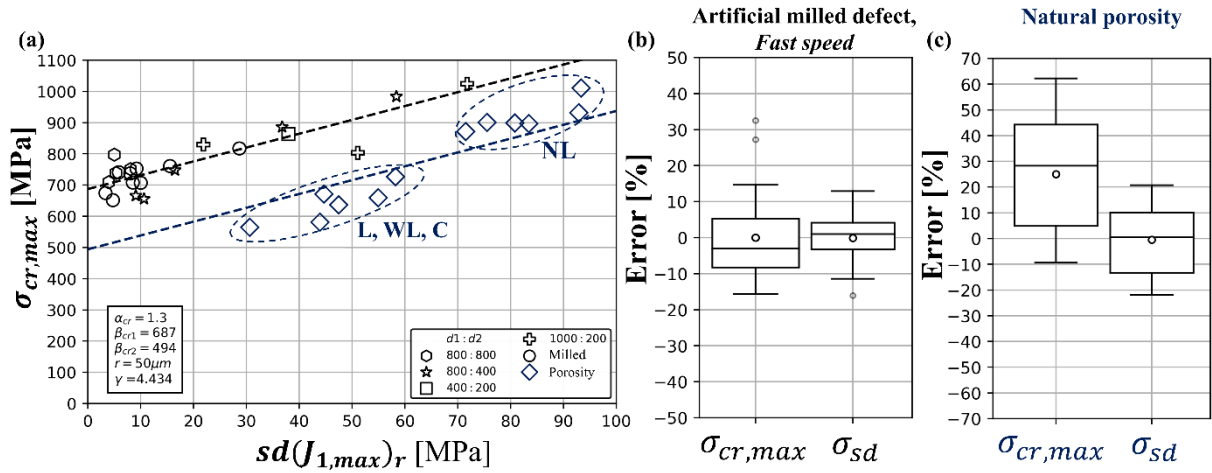 Artificial milled defect,
Fast speed
Natural porosity
(a)
1100
1000
900
800
700
600
500
400
300
200
100
0
σcr,max [MPa]
NL
L, WL, C
αcr = 1.3
βcr1 = 687
βcr2 = 494
r = 50μm
γ = 4.434
d1 : d2
800 : 800
800 : 400
400 : 200
1000 : 200
Milled
Porosity
0 10 20 30 40 50 60 70 80 90 100
sd(J1,max)r [MPa]
(b)
50
40
30
20
10
0
−10
−20
−30
−40
−50
Error [%]
σcr,max σsd
(c)
70
60
50
40
30
20
10
0
−10
−20
−30
−40
−50
−60
−70
Error [%]
σcr,max σsd